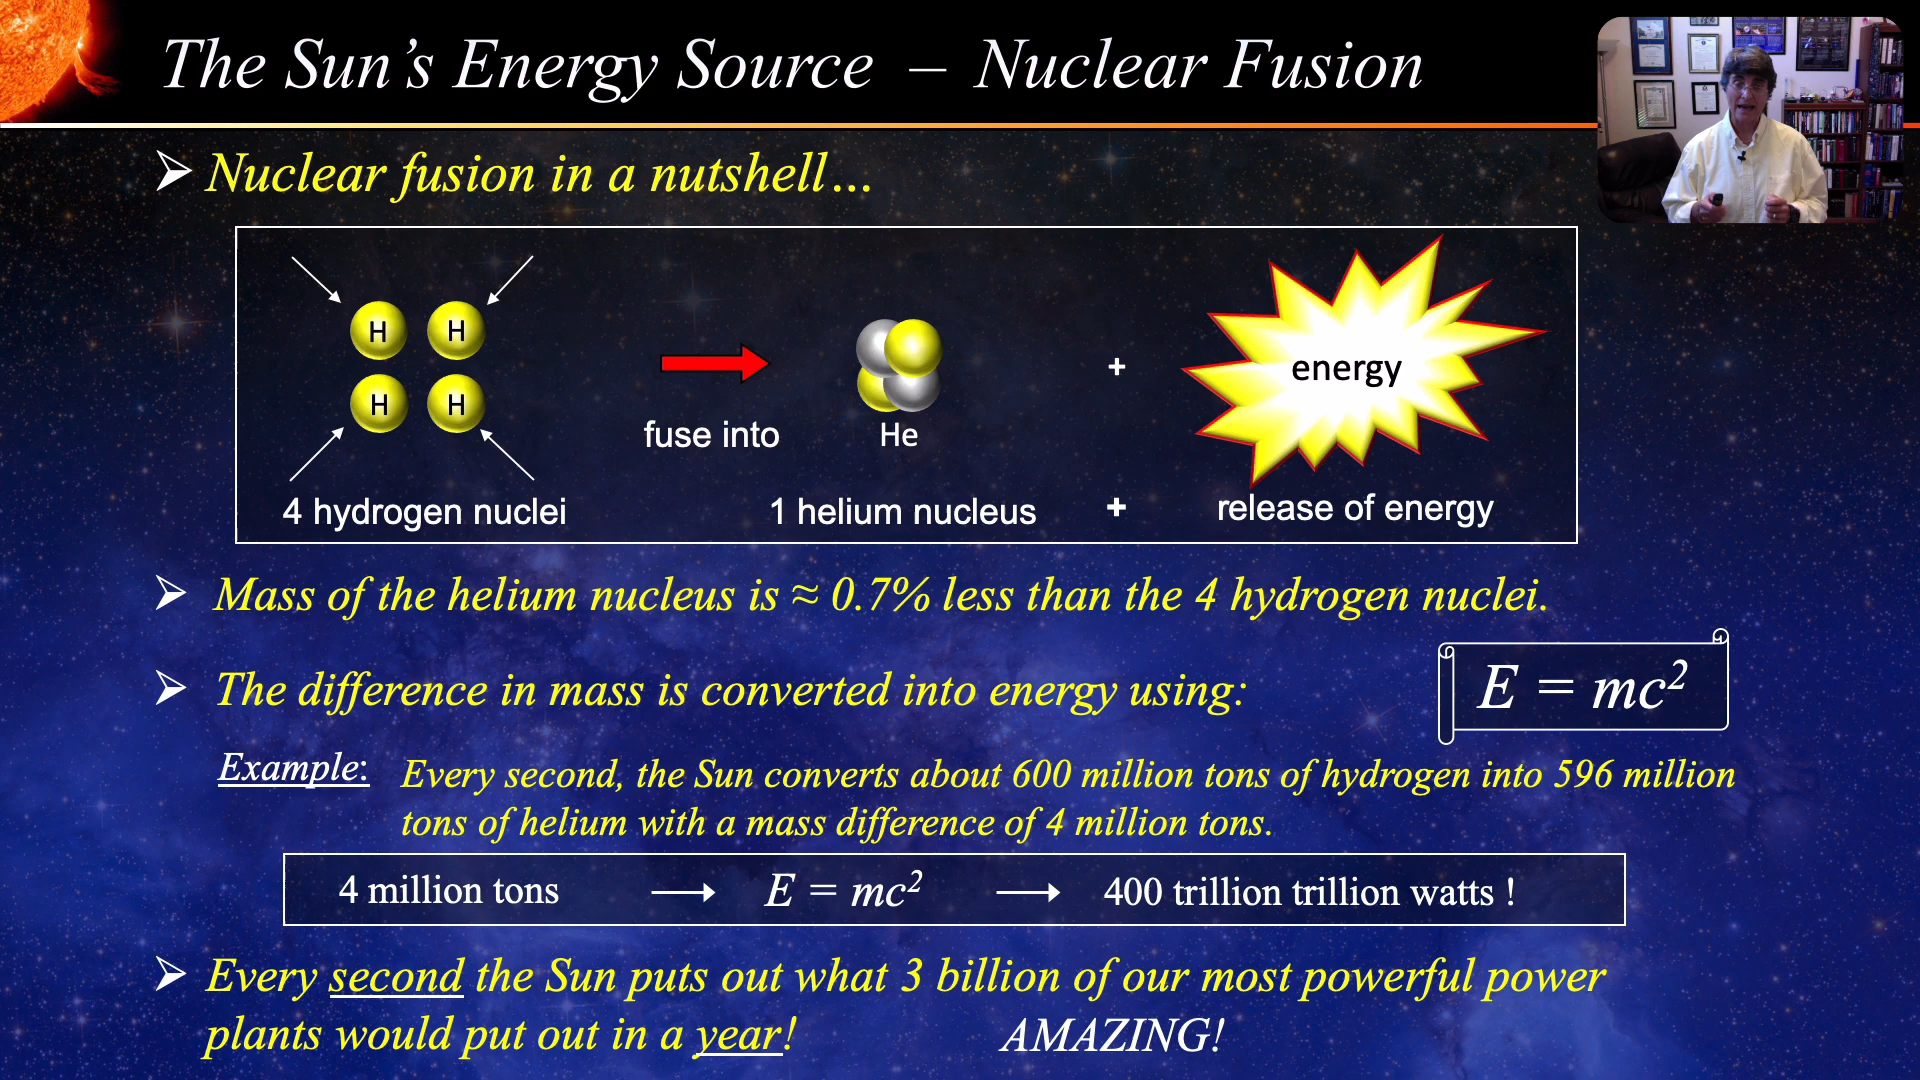 The Sun’s Energy Source – Nuclear Fusion
Nuclear fusion in a nutshell…
H H
H H
energy
+
fuse into
He
4 hydrogen nuclei
1 helium nucleus
+
release of energy
Mass of the helium nucleus is ≈ 0.7% less than the 4 hydrogen nuclei.
The difference in mass is converted into energy using:
E = mc²
Example: Every second, the Sun converts about 600 million tons of hydrogen into 596 million
tons of helium with a mass difference of 4 million tons.
4 million tons ⟶ E = mc² ⟶ 400 trillion trillion watts !
Every second the Sun puts out what 3 billion of our most powerful power
plants would put out in a year! AMAZING!